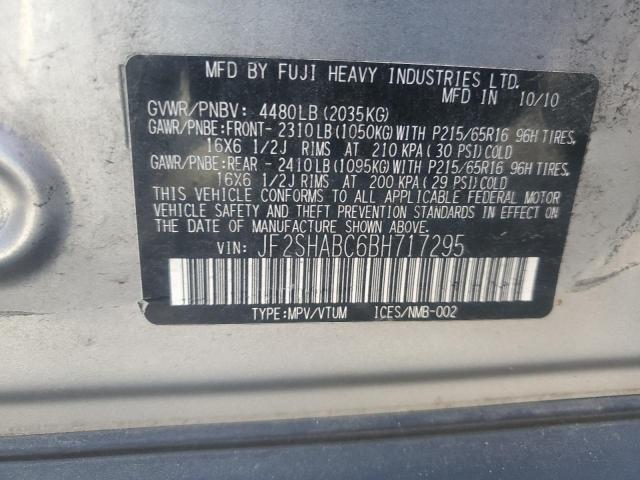 MFD BY FUJI HEAVY INDUSTRIES LTD.
MFD IN 10/10
GVWR/PNBV: 4480LB (2035KG)
GAWR/PNBE:FRONT- 2310LB(1050KG)WITH P215/65R16 96H TIRES,
16X6 1/2J RIMS AT 210 KPA (30 PSI)COLD
GAWR/PNBE:REAR - 2410LB(1095KG)WITH P215/65R16 96H TIRES,
16X6 1/2J RIMS AT 200 KPA (29 PSI)COLD
THIS VEHICLE CONFORMS TO ALL APPLICABLE FEDERAL MOTOR
VEHICLE SAFETY AND THEFT PREVENTION STANDARDS IN EFFECT ON
THE DATE OF MANUFACTURE SHOWN ABOVE.
VIN: JF2SHABC6BH717295
TYPE:MPV/VTUM ICES/NMB-002